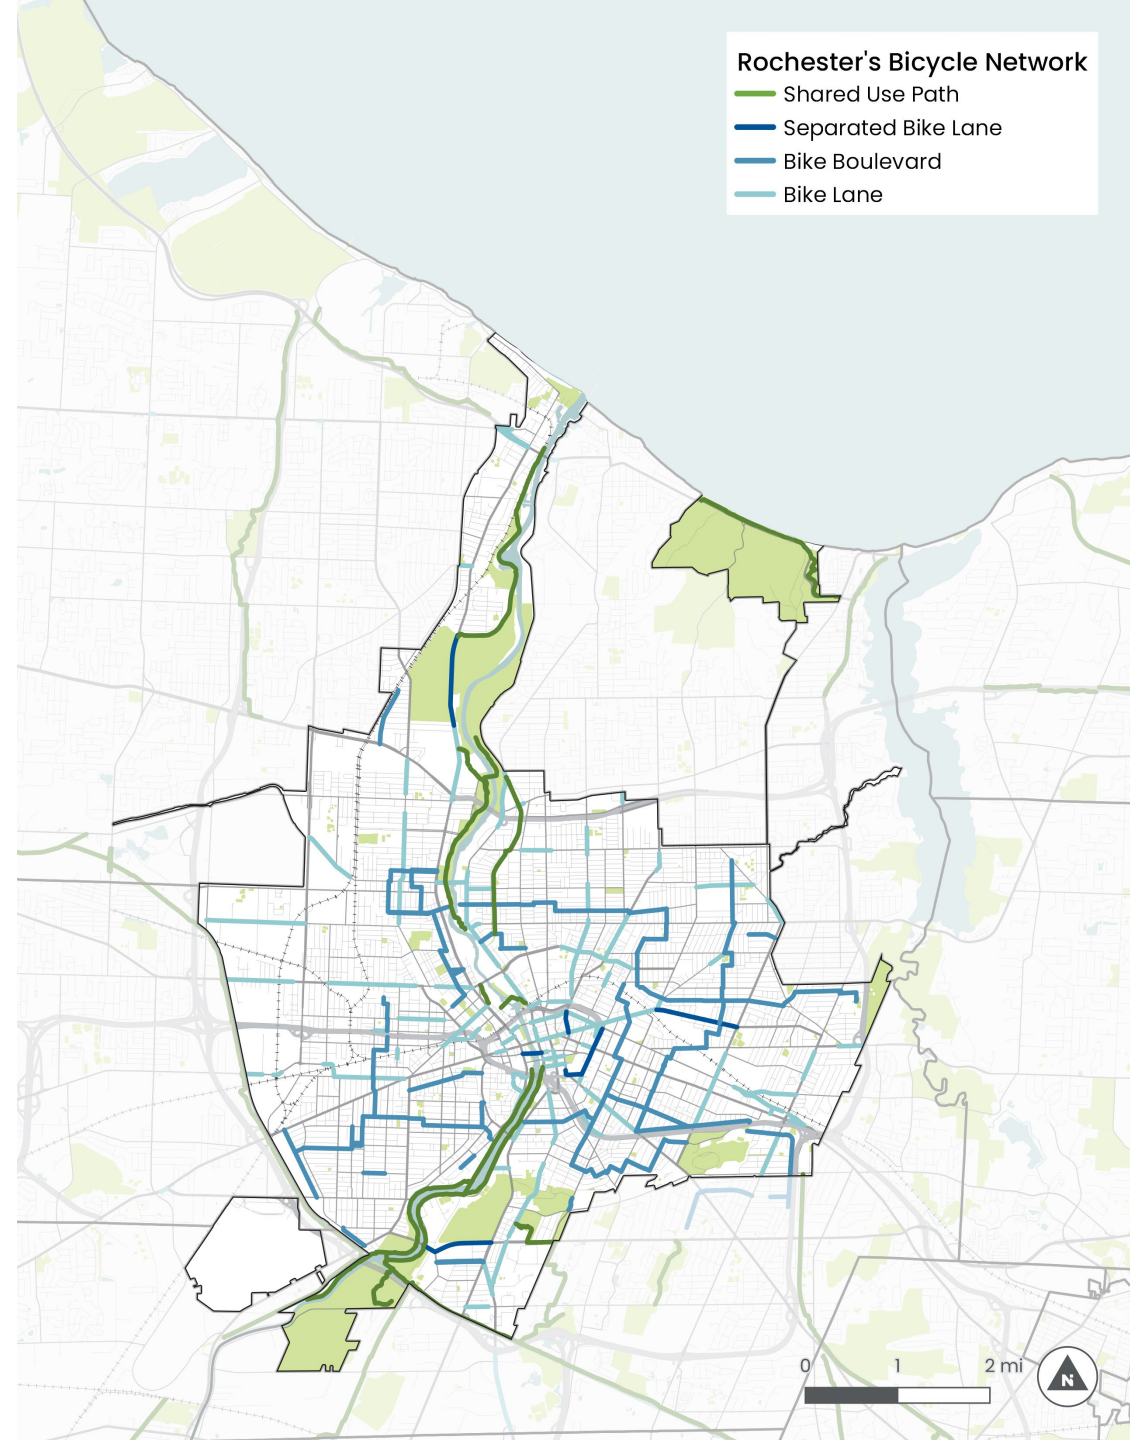 Rochester's Bicycle Network
Shared Use Path
Separated Bike Lane
Bike Boulevard
Bike Lane
0 1 2 mi
N